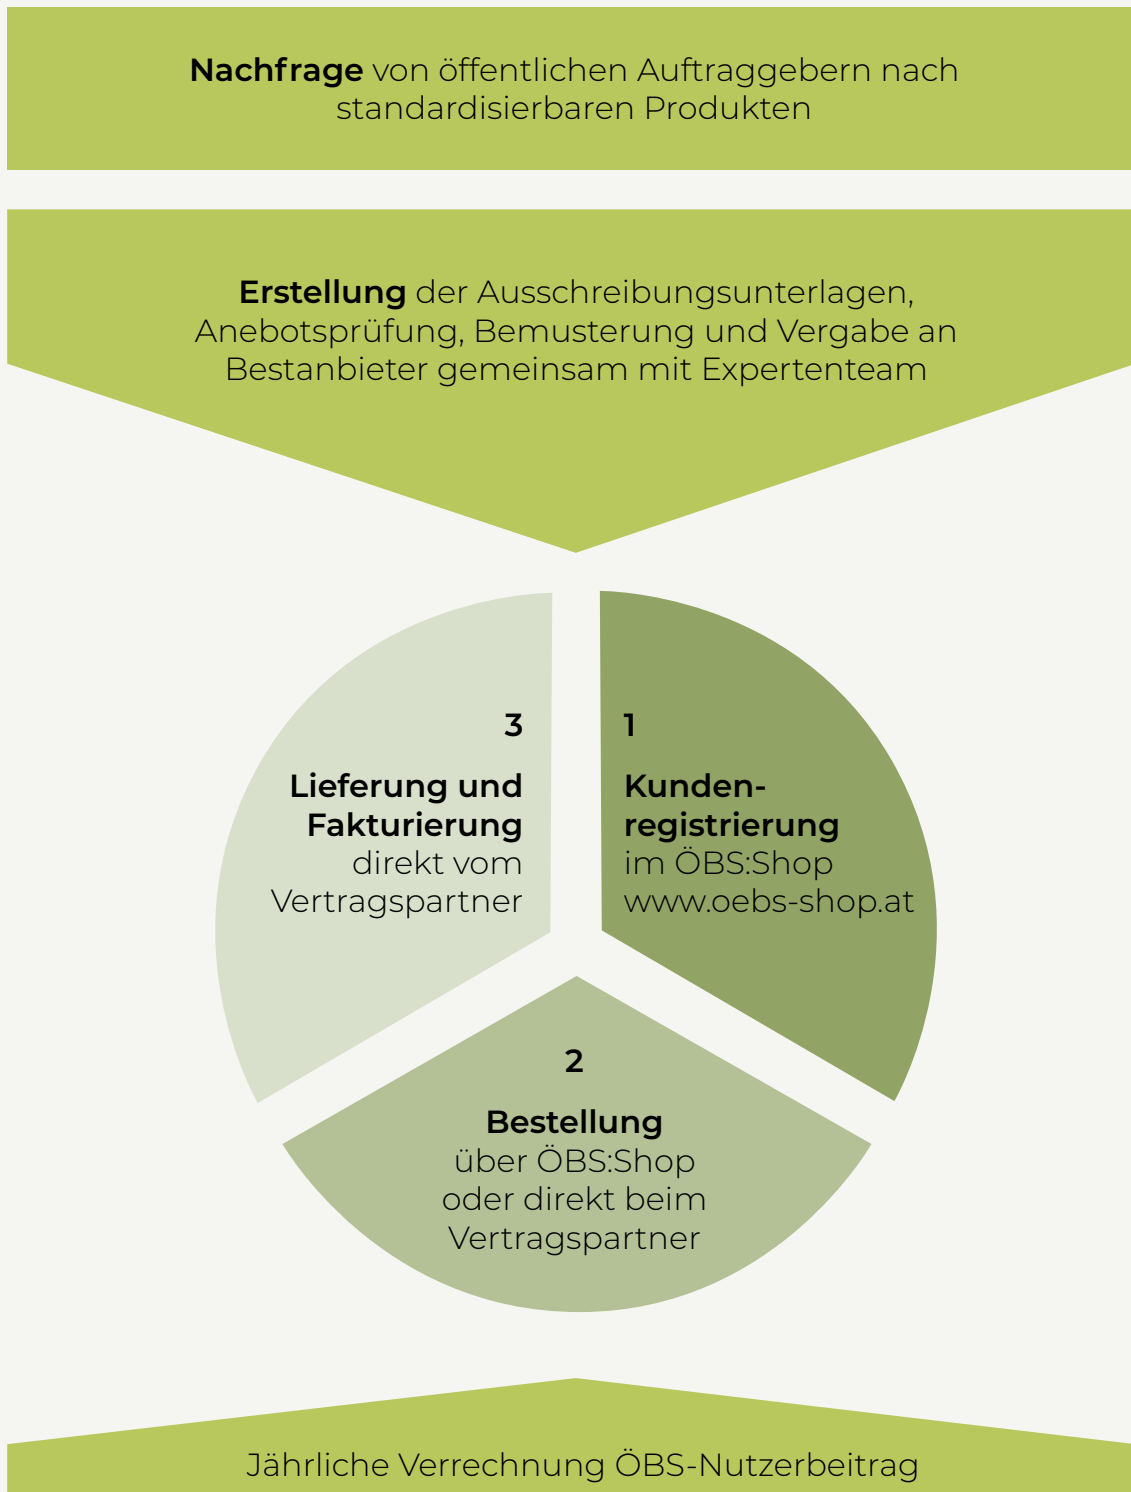 Nachfrage von öffentlichen Auftraggebern nach
standardisierbaren Produkten
Erstellung der Ausschreibungsunterlagen,
Anebotsprüfung, Bemusterung und Vergabe an
Bestanbieter gemeinsam mit Expertenteam
1
Kunden-
registrierung
im ÖBS:Shop
www.oebs-shop.at
2
Bestellung
über ÖBS:Shop
oder direkt beim
Vertragspartner
3
Lieferung und
Fakturierung
direkt vom
Vertragspartner
Jährliche Verrechnung ÖBS-Nutzerbeitrag